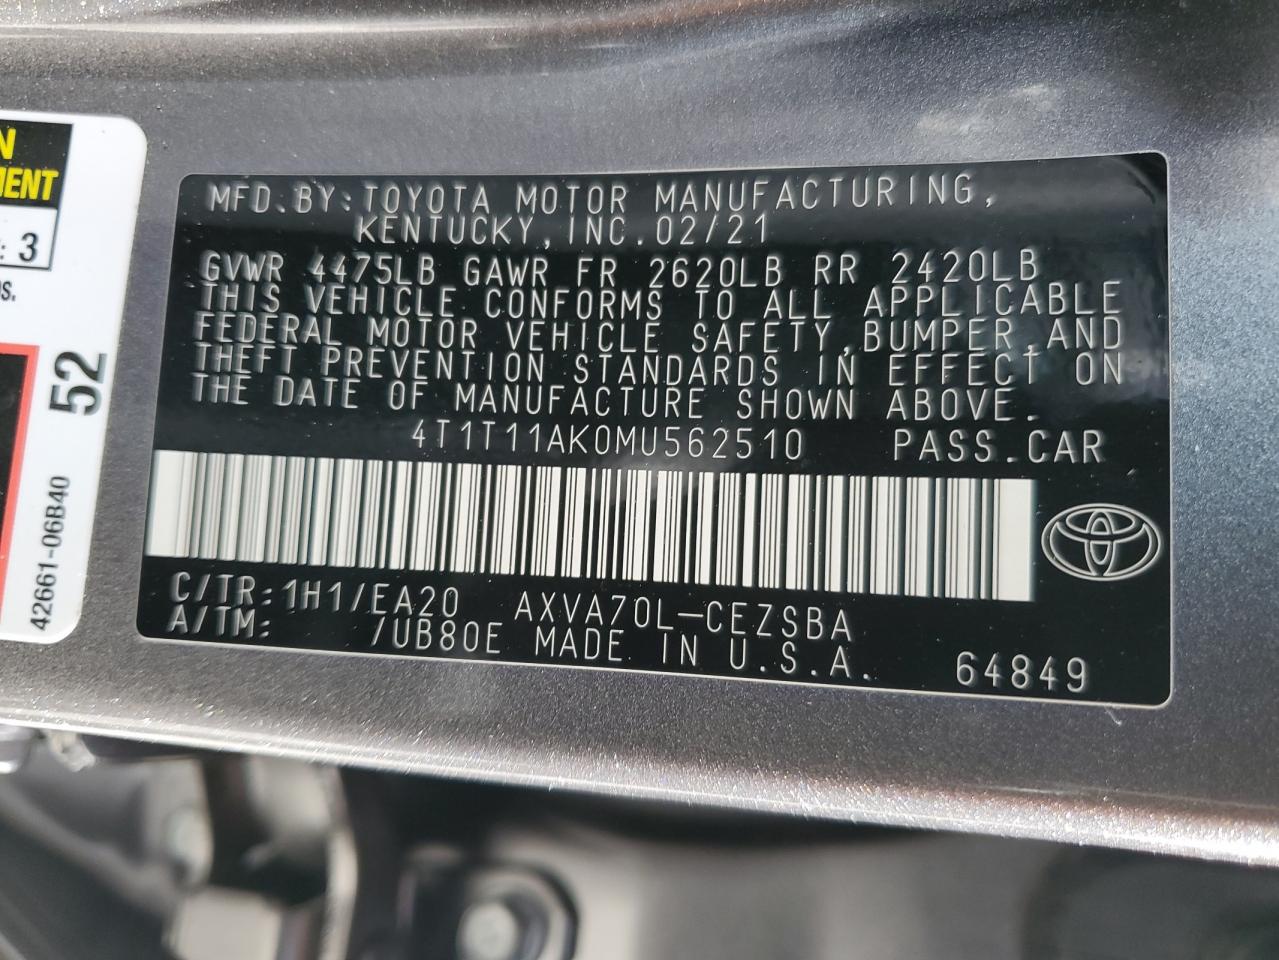 N
MENT
: 3
S.
52
42661-06B40
MFD.BY:TOYOTA MOTOR MANUFACTURING,
KENTUCKY,INC.02/21
GVWR 4475LB GAWR FR 2620LB RR 2420LB
THIS VEHICLE CONFORMS TO ALL APPLICABLE
FEDERAL MOTOR VEHICLE SAFETY,BUMPER,AND
THEFT PREVENTION STANDARDS IN EFFECT ON
THE DATE OF MANUFACTURE SHOWN ABOVE.
4T1T11AK0MU562510 PASS.CAR
C/TR:1H1/EA20 AXVA70L-CEZSBA
A/TM: /UB80E MADE IN U.S.A. 64849